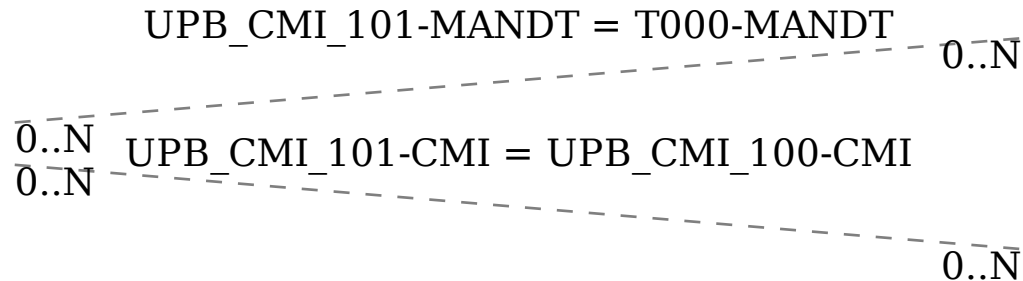 UPB_CMI_101-MANDT = T000-MANDT
0..N
0..N
UPB_CMI_101-CMI = UPB_CMI_100-CMI
0..N
0..N